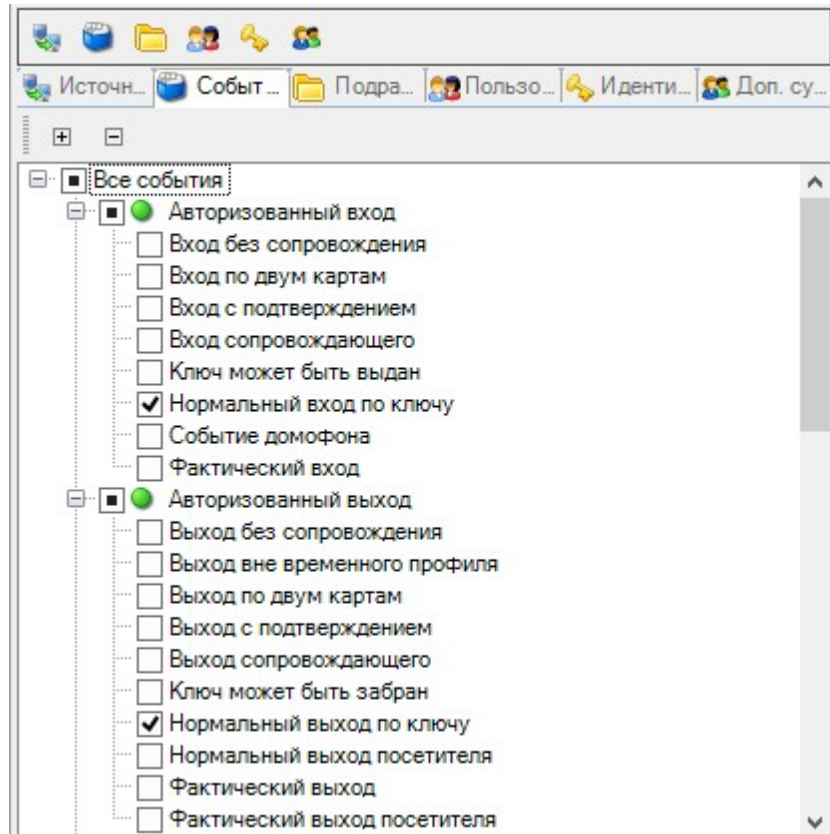 Источн... Событ... Подра... Пользо... Иденти... Доп. су...
Все события
Авторизованный вход
Вход без сопровождения
Вход по двум картам
Вход с подтверждением
Вход сопровождающего
Ключ может быть выдан
Нормальный вход по ключу
Событие домофона
Фактический вход
Авторизованный выход
Выход без сопровождения
Выход вне временного профиля
Выход по двум картам
Выход с подтверждением
Выход сопровождающего
Ключ может быть забран
Нормальный выход по ключу
Нормальный выход посетителя
Фактический выход
Фактический выход посетителя